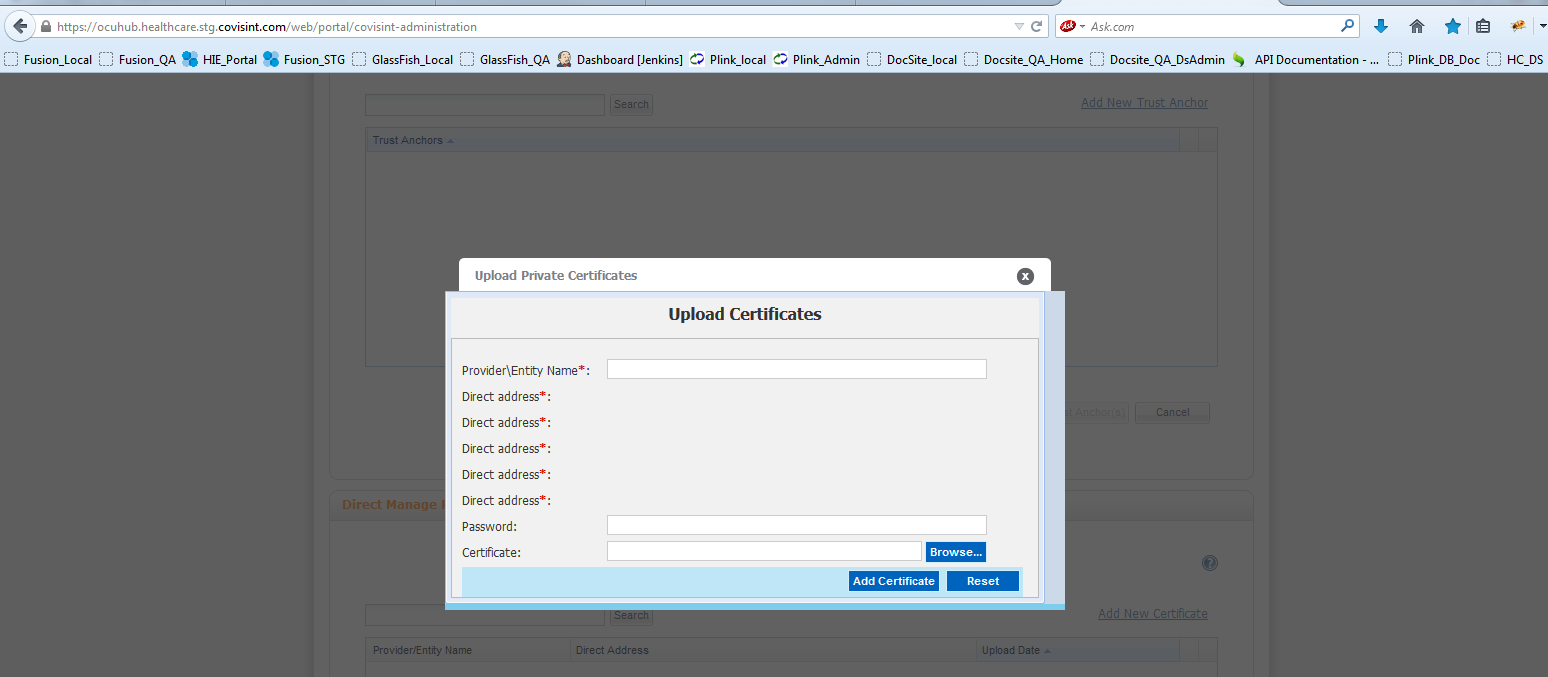 https://ocuhub.healthcare.stg.covisint.com/web/portal/covisint-administration
Ask Ask.com
Fusion_Local Fusion_QA HIE_Portal Fusion_STG GlassFish_Local GlassFish_QA Dashboard [Jenkins] Plink_local Plink_Admin DocSite_local Docsite_QA_Home Docsite_QA_DsAdmin API Documentation - ... Plink_DB_Doc HC_DS
Search Add New Trust Anchor
Trust Anchors
Upload Private Certificates x
Upload Certificates
Provider\Entity Name*:
Direct address*:
Direct address*:
Direct address*:
Direct address*:
Direct address*:
Password:
Certificate: Browse...
Add Certificate Reset
Anchor(s) Cancel
Direct Manage
?
Search Add New Certificate
Provider/Entity Name Direct Address Upload Date